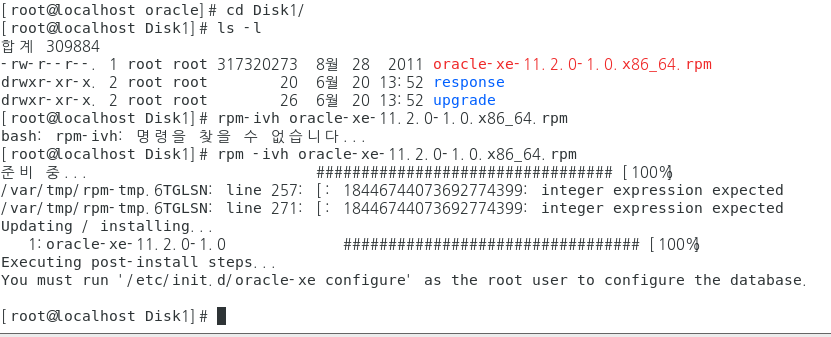 [root@localhost oracle]# cd Disk1/
[root@localhost Disk1]# ls -l
합계 309884
-rw-r--r--. 1 root root 317320273  8월 28  2011 oracle-xe-11.2.0-1.0.x86_64.rpm
drwxr-xr-x. 2 root root        20  6월 20 13:52 response
drwxr-xr-x. 2 root root        26  6월 20 13:52 upgrade
[root@localhost Disk1]# rpm-ivh oracle-xe-11.2.0-1.0.x86_64.rpm
bash: rpm-ivh: 명령을 찾을 수 없습니다...
[root@localhost Disk1]# rpm -ivh oracle-xe-11.2.0-1.0.x86_64.rpm
준비 중...                         ################################# [100%]
/var/tmp/rpm-tmp.6TGLSN: line 257: [: 18446744073692774399: integer expression expected
/var/tmp/rpm-tmp.6TGLSN: line 271: [: 18446744073692774399: integer expression expected
Updating / installing...
   1:oracle-xe-11.2.0-1.0             ################################# [100%]
Executing post-install steps...
You must run '/etc/init.d/oracle-xe configure' as the root user to configure the database.
[root@localhost Disk1]#